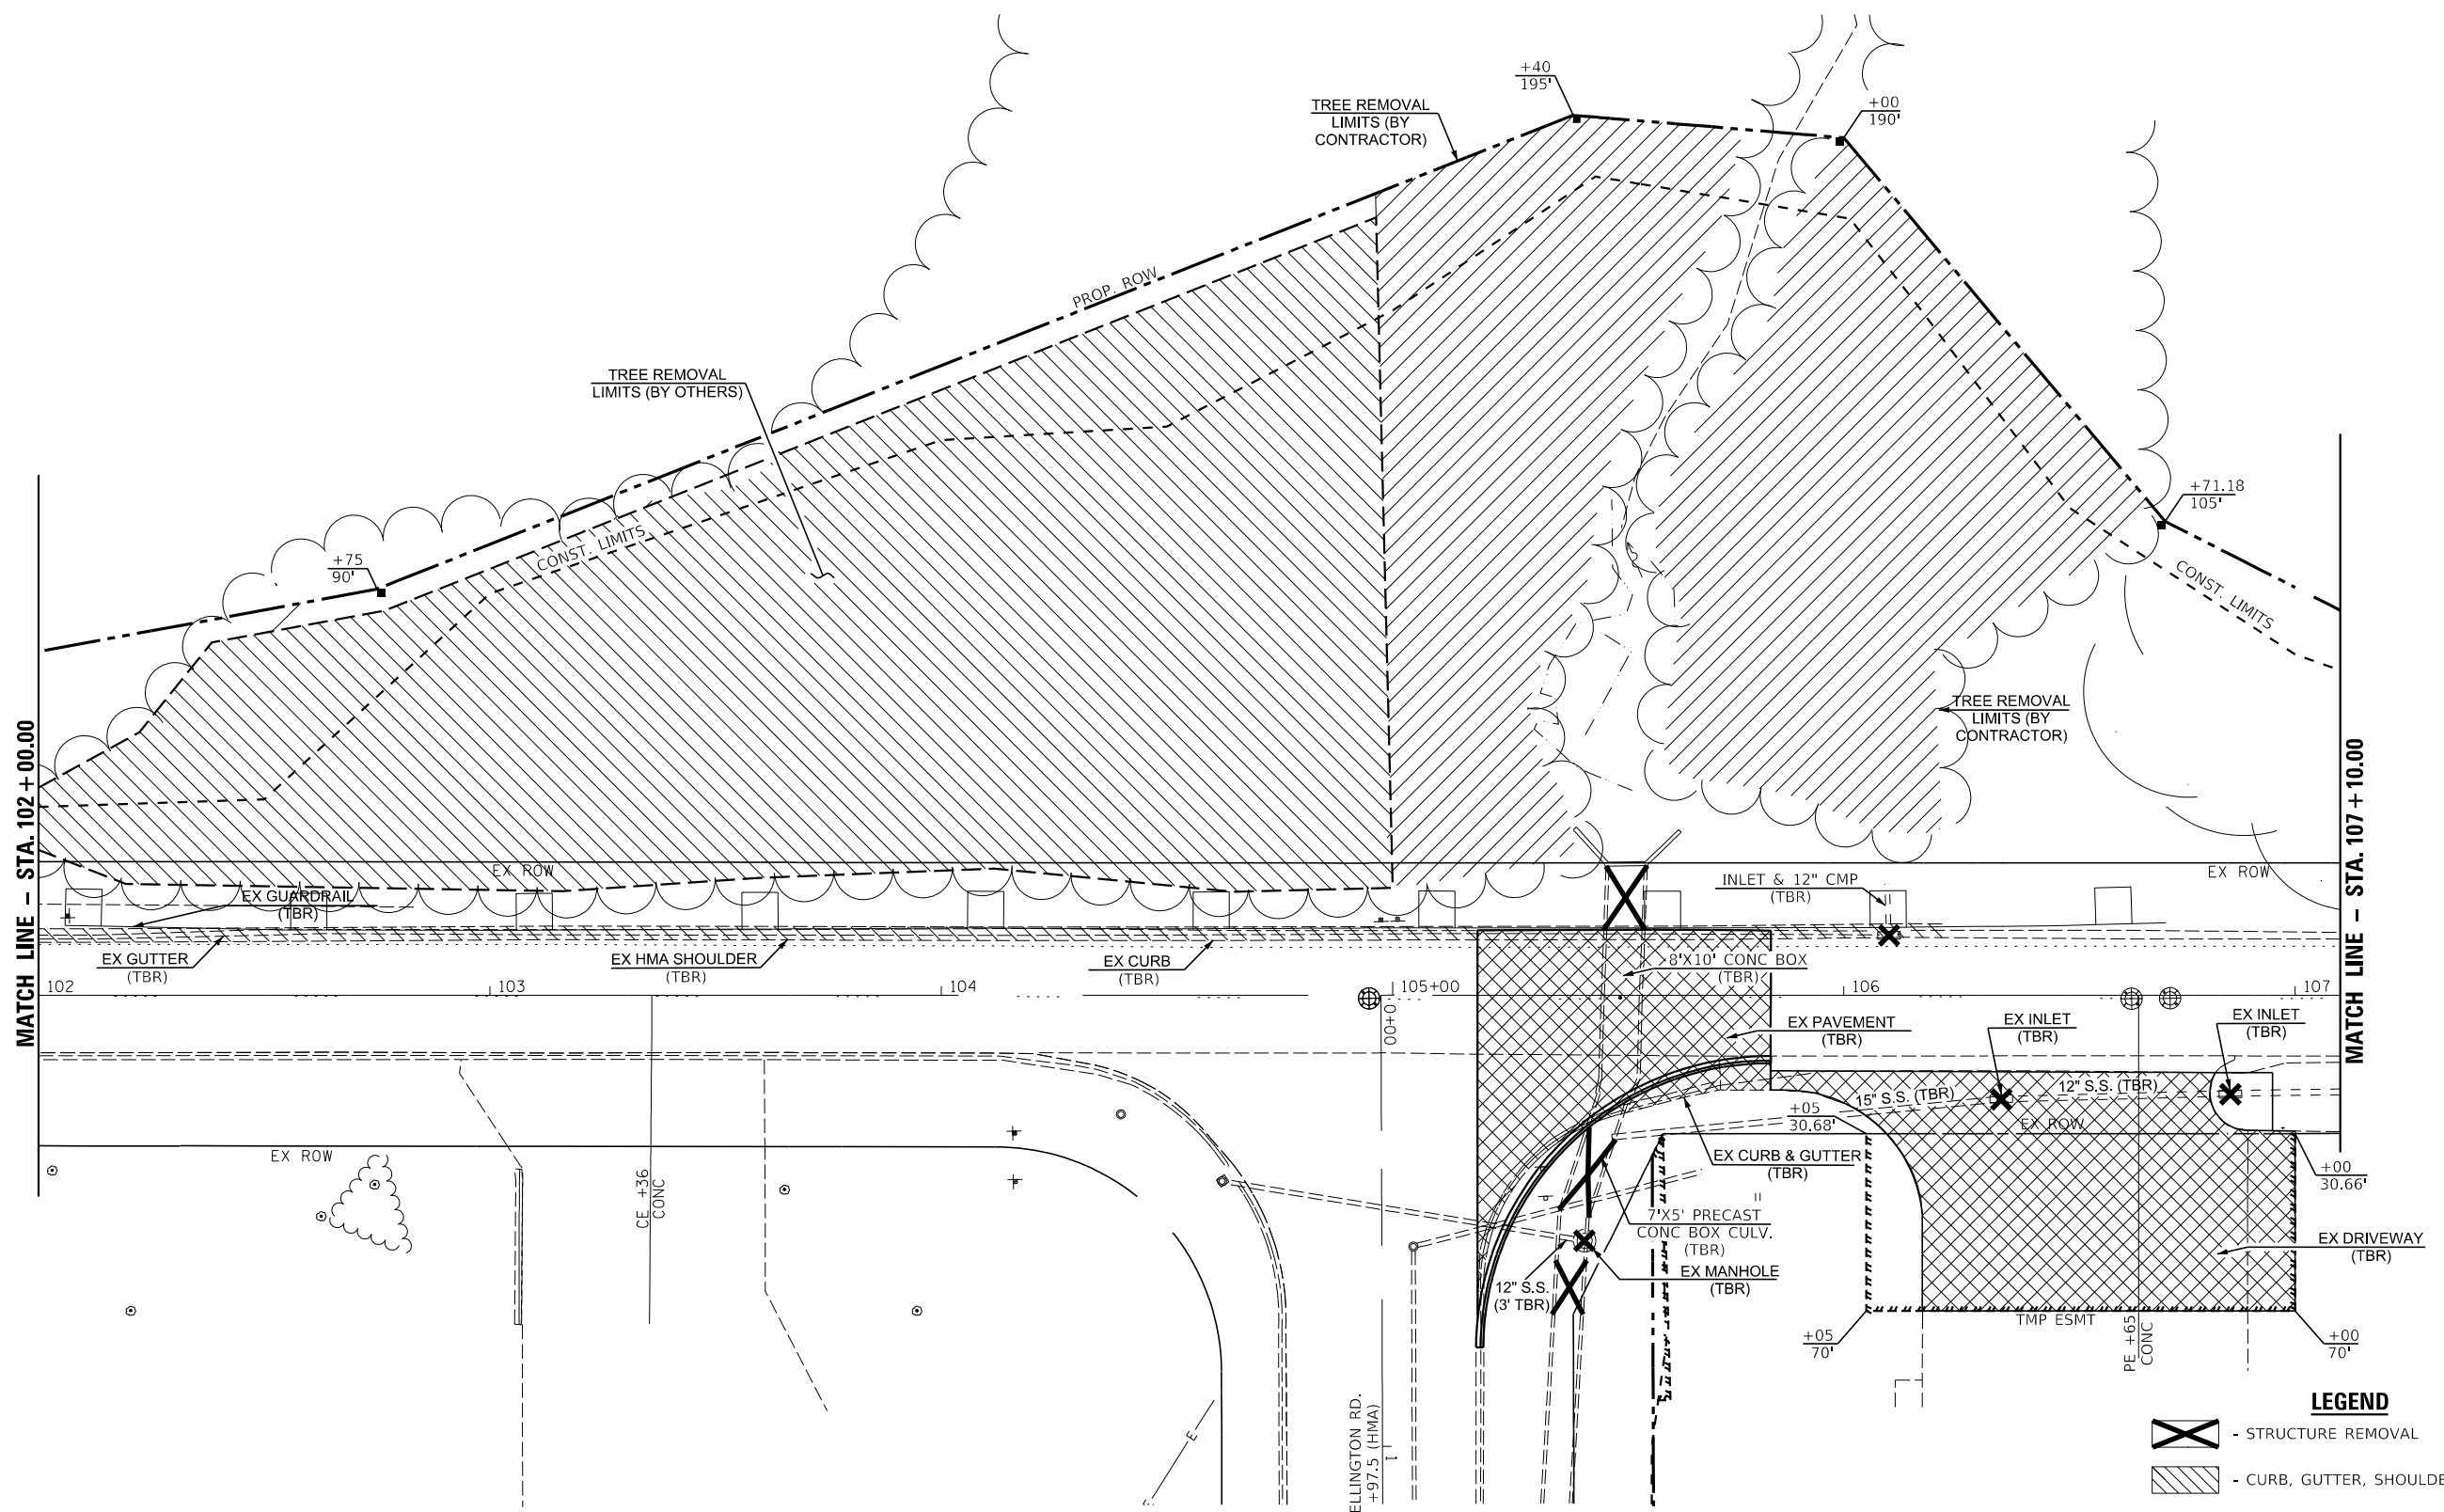 +40
195'
+00
190'
TREE REMOVAL
LIMITS (BY
CONTRACTOR)
PROP. ROW
TREE REMOVAL
LIMITS (BY OTHERS)
+71.18
105'
CONST. LIMITS
+75
90'
CONST. LIMITS
TREE REMOVAL
LIMITS (BY
CONTRACTOR)
MATCH LINE - STA. 102+00.00
MATCH LINE - STA. 107+10.00
EX ROW
EX ROW
EX GUARDRAIL
(TBR)
INLET & 12" CMP
(TBR)
EX GUTTER
(TBR)
EX HMA SHOULDER
(TBR)
EX CURB
(TBR)
8'X10' CONC BOX
(TBR)
102
103
104
105+00
106
107
0+00
EX PAVEMENT
(TBR)
EX INLET
(TBR)
EX INLET
(TBR)
15" S.S. (TBR)
12" S.S. (TBR)
+05
30.68'
EX ROW
EX ROW
EX CURB & GUTTER
(TBR)
+00
30.66'
CE +36
CONC
7'X5' PRECAST
CONC BOX CULV.
(TBR)
EX DRIVEWAY
(TBR)
EX MANHOLE
(TBR)
12" S.S.
(3' TBR)
TMP ESMT
+05
70'
PE +65
CONC
+00
70'
ELLINGTON RD.
+97.5 (HMA)
1
E
LEGEND
- STRUCTURE REMOVAL
- CURB, GUTTER, SHOULDE